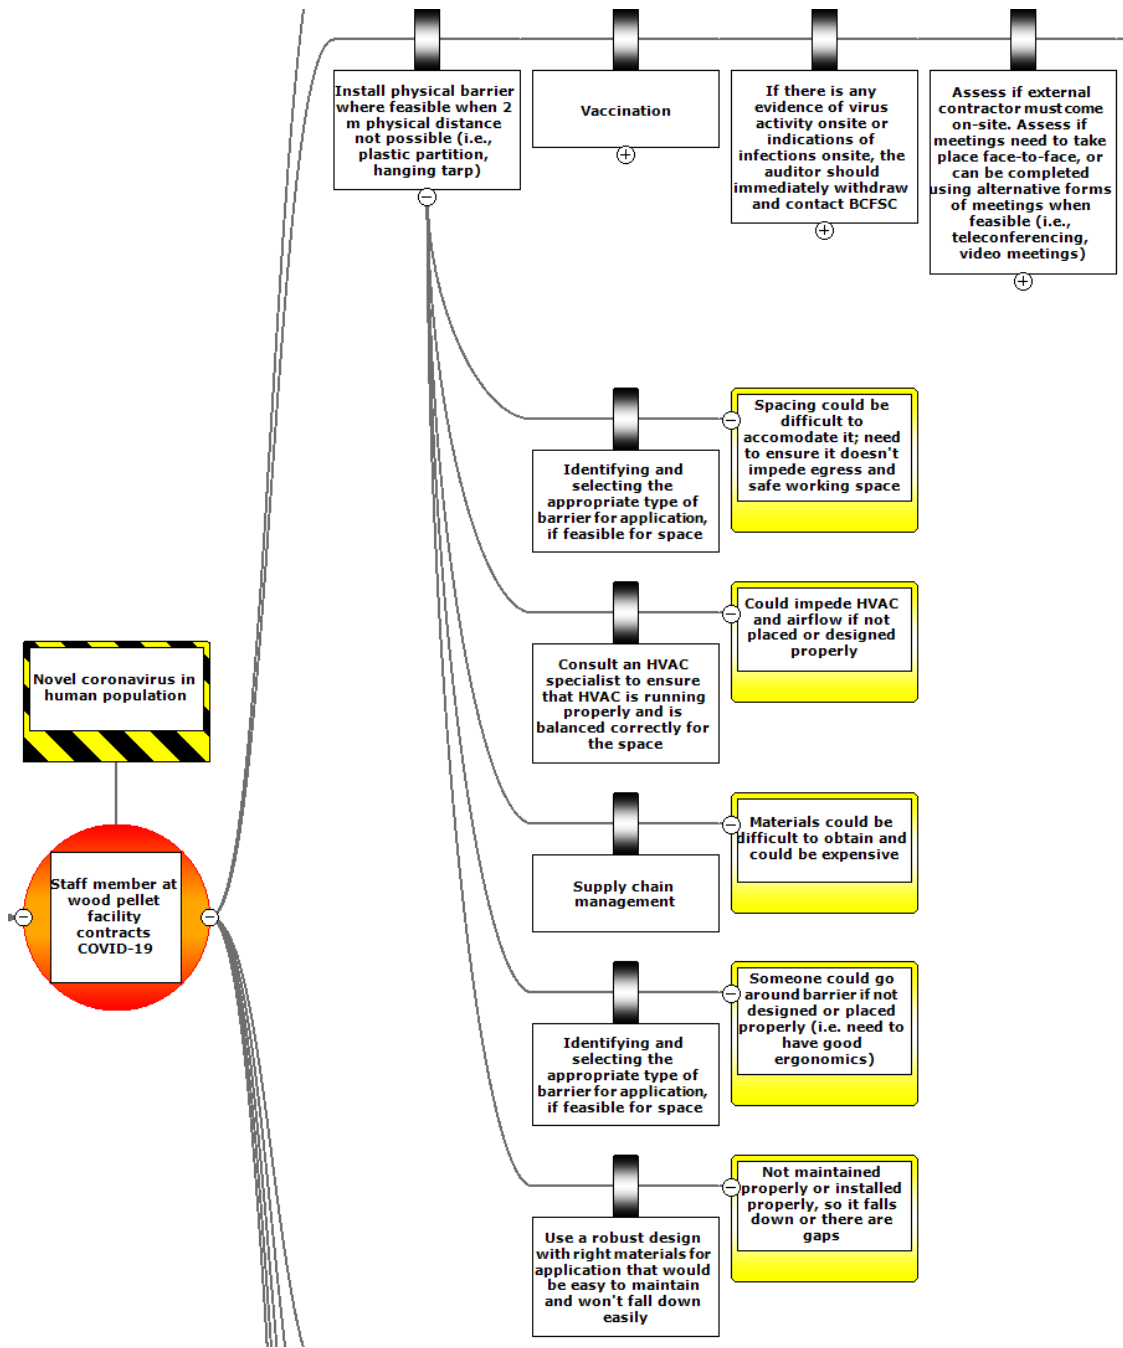 Install physical barrier
where feasible when 2
m physical distance
not possible (i.e.,
plastic partition,
hanging tarp)
Vaccination
If there is any
evidence of virus
activity onsite or
indications of
infections onsite, the
auditor should
immediately withdraw
and contact BCFSC
Assess if external
contractor must come
on-site. Assess if
meetings need to take
place face-to-face, or
can be completed
using alternative forms
of meetings when
feasible (i.e.,
teleconferencing,
video meetings)
Identifying and
selecting the
appropriate type of
barrier for application,
if feasible for space
Spacing could be
difficult to
accomodate it; need
to ensure it doesn't
impede egress and
safe working space
Consult an HVAC
specialist to ensure
that HVAC is running
properly and is
balanced correctly for
the space
Could impede HVAC
and airflow if not
placed or designed
properly
Novel coronavirus in
human population
Staff member at
wood pellet
facility
contracts
COVID-19
Supply chain
management
Materials could be
difficult to obtain and
could be expensive
Identifying and
selecting the
appropriate type of
barrier for application,
if feasible for space
Someone could go
around barrier if not
designed or placed
properly (i.e. need to
have good
ergonomics)
Use a robust design
with right materials for
application that would
be easy to maintain
and won't fall down
easily
Not maintained
properly or installed
properly, so it falls
down or there are
gaps